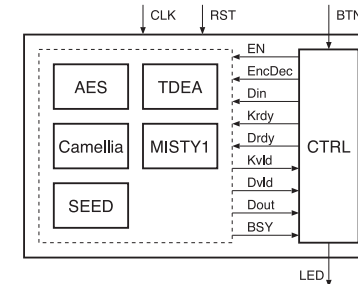 CLK
RST
BTN
EN
EncDec
Din
Krdy
Drdy
Kvld
Dvld
Dout
BSY
AES
TDEA
Camellia
MISTY1
SEED
CTRL
LED